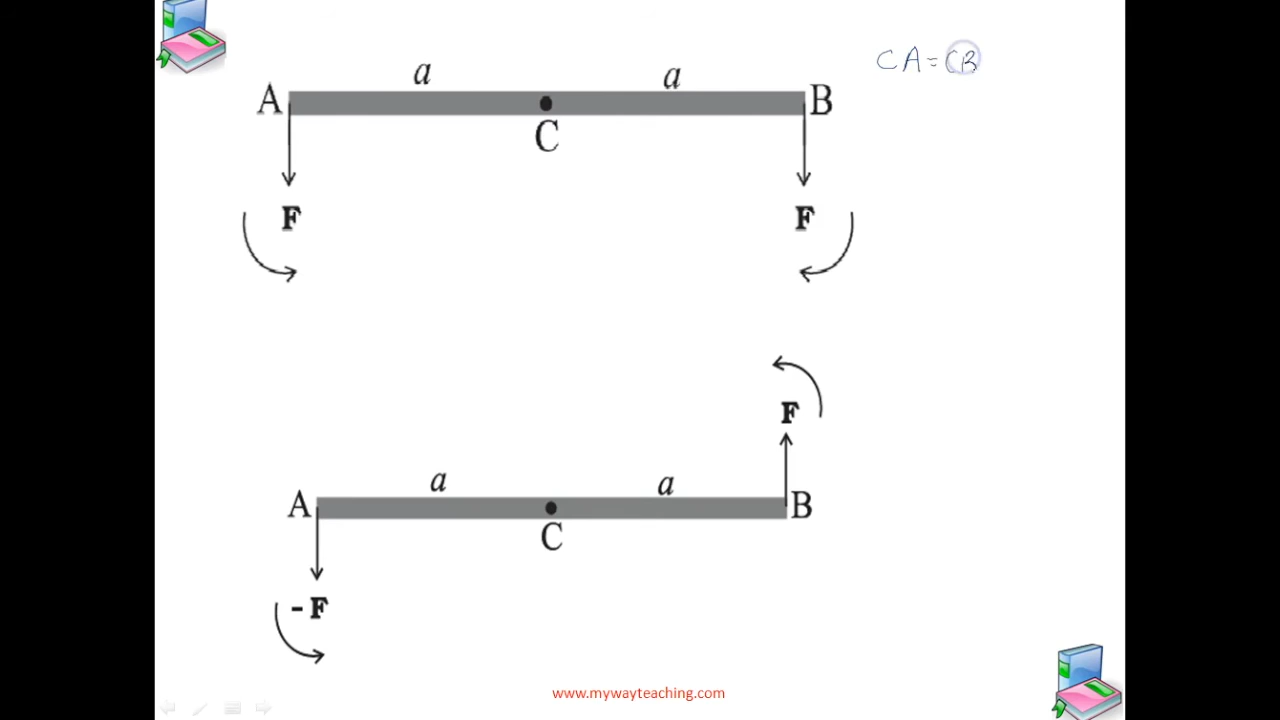 CA = CB
a a
A B
C
F F
F
a a
A B
C
- F
www.mywayteaching.com